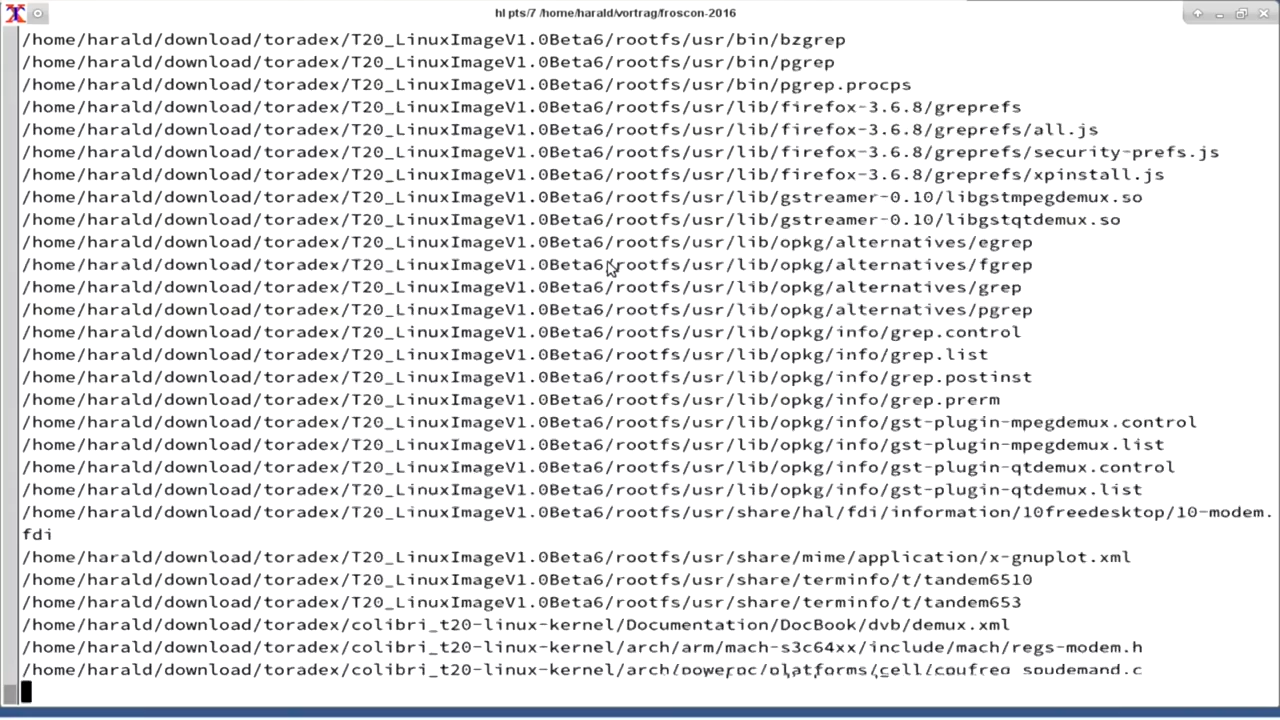 hl pts/7 /home/harald/vortrag/froscon-2016
/home/harald/download/toradex/T20_LinuxImageV1.0Beta6/rootfs/usr/bin/bzgrep
/home/harald/download/toradex/T20_LinuxImageV1.0Beta6/rootfs/usr/bin/pgrep
/home/harald/download/toradex/T20_LinuxImageV1.0Beta6/rootfs/usr/bin/pgrep.procps
/home/harald/download/toradex/T20_LinuxImageV1.0Beta6/rootfs/usr/lib/firefox-3.6.8/greprefs
/home/harald/download/toradex/T20_LinuxImageV1.0Beta6/rootfs/usr/lib/firefox-3.6.8/greprefs/all.js
/home/harald/download/toradex/T20_LinuxImageV1.0Beta6/rootfs/usr/lib/firefox-3.6.8/greprefs/security-prefs.js
/home/harald/download/toradex/T20_LinuxImageV1.0Beta6/rootfs/usr/lib/firefox-3.6.8/greprefs/xpinstall.js
/home/harald/download/toradex/T20_LinuxImageV1.0Beta6/rootfs/usr/lib/gstreamer-0.10/libgstmpegdemux.so
/home/harald/download/toradex/T20_LinuxImageV1.0Beta6/rootfs/usr/lib/gstreamer-0.10/libgstqtdemux.so
/home/harald/download/toradex/T20_LinuxImageV1.0Beta6/rootfs/usr/lib/opkg/alternatives/egrep
/home/harald/download/toradex/T20_LinuxImageV1.0Beta6/rootfs/usr/lib/opkg/alternatives/fgrep
/home/harald/download/toradex/T20_LinuxImageV1.0Beta6/rootfs/usr/lib/opkg/alternatives/grep
/home/harald/download/toradex/T20_LinuxImageV1.0Beta6/rootfs/usr/lib/opkg/alternatives/pgrep
/home/harald/download/toradex/T20_LinuxImageV1.0Beta6/rootfs/usr/lib/opkg/info/grep.control
/home/harald/download/toradex/T20_LinuxImageV1.0Beta6/rootfs/usr/lib/opkg/info/grep.list
/home/harald/download/toradex/T20_LinuxImageV1.0Beta6/rootfs/usr/lib/opkg/info/grep.postinst
/home/harald/download/toradex/T20_LinuxImageV1.0Beta6/rootfs/usr/lib/opkg/info/grep.prerm
/home/harald/download/toradex/T20_LinuxImageV1.0Beta6/rootfs/usr/lib/opkg/info/gst-plugin-mpegdemux.control
/home/harald/download/toradex/T20_LinuxImageV1.0Beta6/rootfs/usr/lib/opkg/info/gst-plugin-mpegdemux.list
/home/harald/download/toradex/T20_LinuxImageV1.0Beta6/rootfs/usr/lib/opkg/info/gst-plugin-qtdemux.control
/home/harald/download/toradex/T20_LinuxImageV1.0Beta6/rootfs/usr/lib/opkg/info/gst-plugin-qtdemux.list
/home/harald/download/toradex/T20_LinuxImageV1.0Beta6/rootfs/usr/share/hal/fdi/information/10freedesktop/10-modem.
fdi
/home/harald/download/toradex/T20_LinuxImageV1.0Beta6/rootfs/usr/share/mime/application/x-gnuplot.xml
/home/harald/download/toradex/T20_LinuxImageV1.0Beta6/rootfs/usr/share/terminfo/t/tandem6510
/home/harald/download/toradex/T20_LinuxImageV1.0Beta6/rootfs/usr/share/terminfo/t/tandem653
/home/harald/download/toradex/colibri_t20-linux-kernel/Documentation/DocBook/dvb/demux.xml
/home/harald/download/toradex/colibri_t20-linux-kernel/arch/arm/mach-s3c64xx/include/mach/regs-modem.h
/home/harald/download/toradex/colibri_t20-linux-kernel/arch/powerpc/platforms/cell/cpufreq_spudemand.c